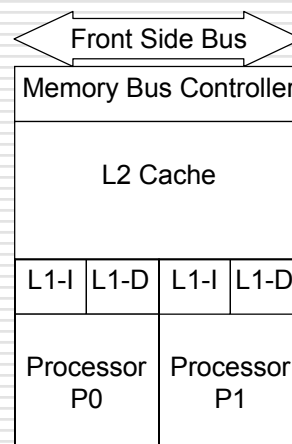 Front Side Bus
Memory Bus Controller
L2 Cache
L1-I L1-D L1-I L1-D
Processor Processor
P0 P1